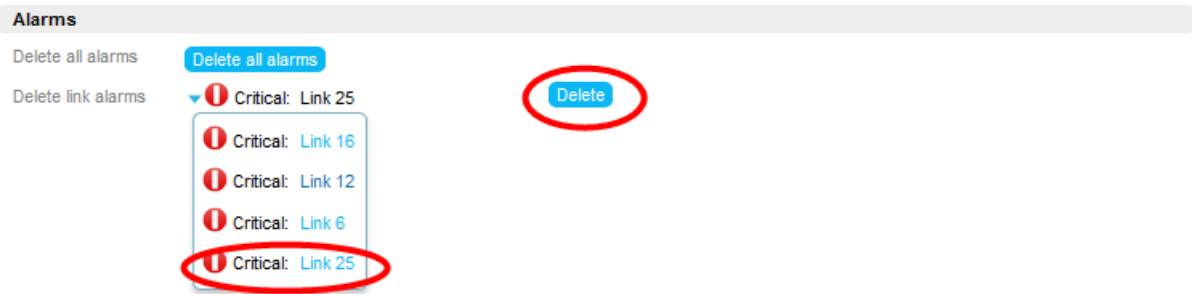 Alarms
Delete all alarms Delete all alarms
Delete link alarms Critical: Link 25 Delete
Critical: Link 16
Critical: Link 12
Critical: Link 6
Critical: Link 25